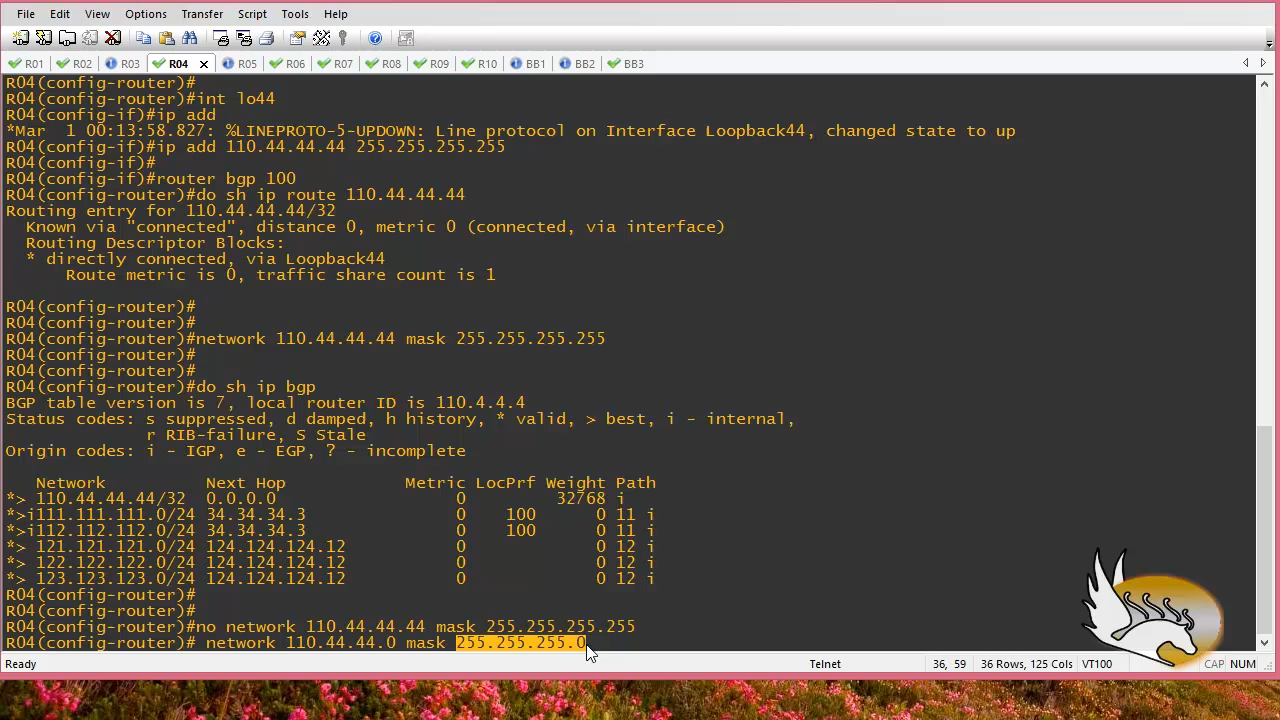 File Edit View Options Transfer Script Tools Help
R01 R02 R03 R04 R05 R06 R07 R08 R09 R10 BB1 BB2 BB3
R04(config-router)#
R04(config-router)#int lo44
R04(config-if)#ip add
*Mar  1 00:13:58.827: %LINEPROTO-5-UPDOWN: Line protocol on Interface Loopback44, changed state to up
R04(config-if)#ip add 110.44.44.44 255.255.255.255
R04(config-if)#
R04(config-if)#router bgp 100
R04(config-router)#do sh ip route 110.44.44.44
Routing entry for 110.44.44.44/32
  Known via "connected", distance 0, metric 0 (connected, via interface)
  Routing Descriptor Blocks:
  * directly connected, via Loopback44
      Route metric is 0, traffic share count is 1
R04(config-router)#
R04(config-router)#
R04(config-router)#network 110.44.44.44 mask 255.255.255.255
R04(config-router)#
R04(config-router)#
R04(config-router)#do sh ip bgp
BGP table version is 7, local router ID is 110.4.4.4
Status codes: s suppressed, d damped, h history, * valid, > best, i - internal,
              r RIB-failure, S Stale
Origin codes: i - IGP, e - EGP, ? - incomplete
   Network          Next Hop            Metric LocPrf Weight Path
*> 110.44.44.44/32  0.0.0.0                  0         32768 i
*>i111.111.111.0/24 34.34.34.3               0    100      0 11 i
*>i112.112.112.0/24 34.34.34.3               0    100      0 11 i
*> 121.121.121.0/24 124.124.124.12           0             0 12 i
*> 122.122.122.0/24 124.124.124.12           0             0 12 i
*> 123.123.123.0/24 124.124.124.12           0             0 12 i
R04(config-router)#
R04(config-router)#
R04(config-router)#no network 110.44.44.44 mask 255.255.255.255
R04(config-router)# network 110.44.44.0 mask 255.255.255.0
Ready Telnet 36, 59 36 Rows, 125 Cols VT100 CAP NUM